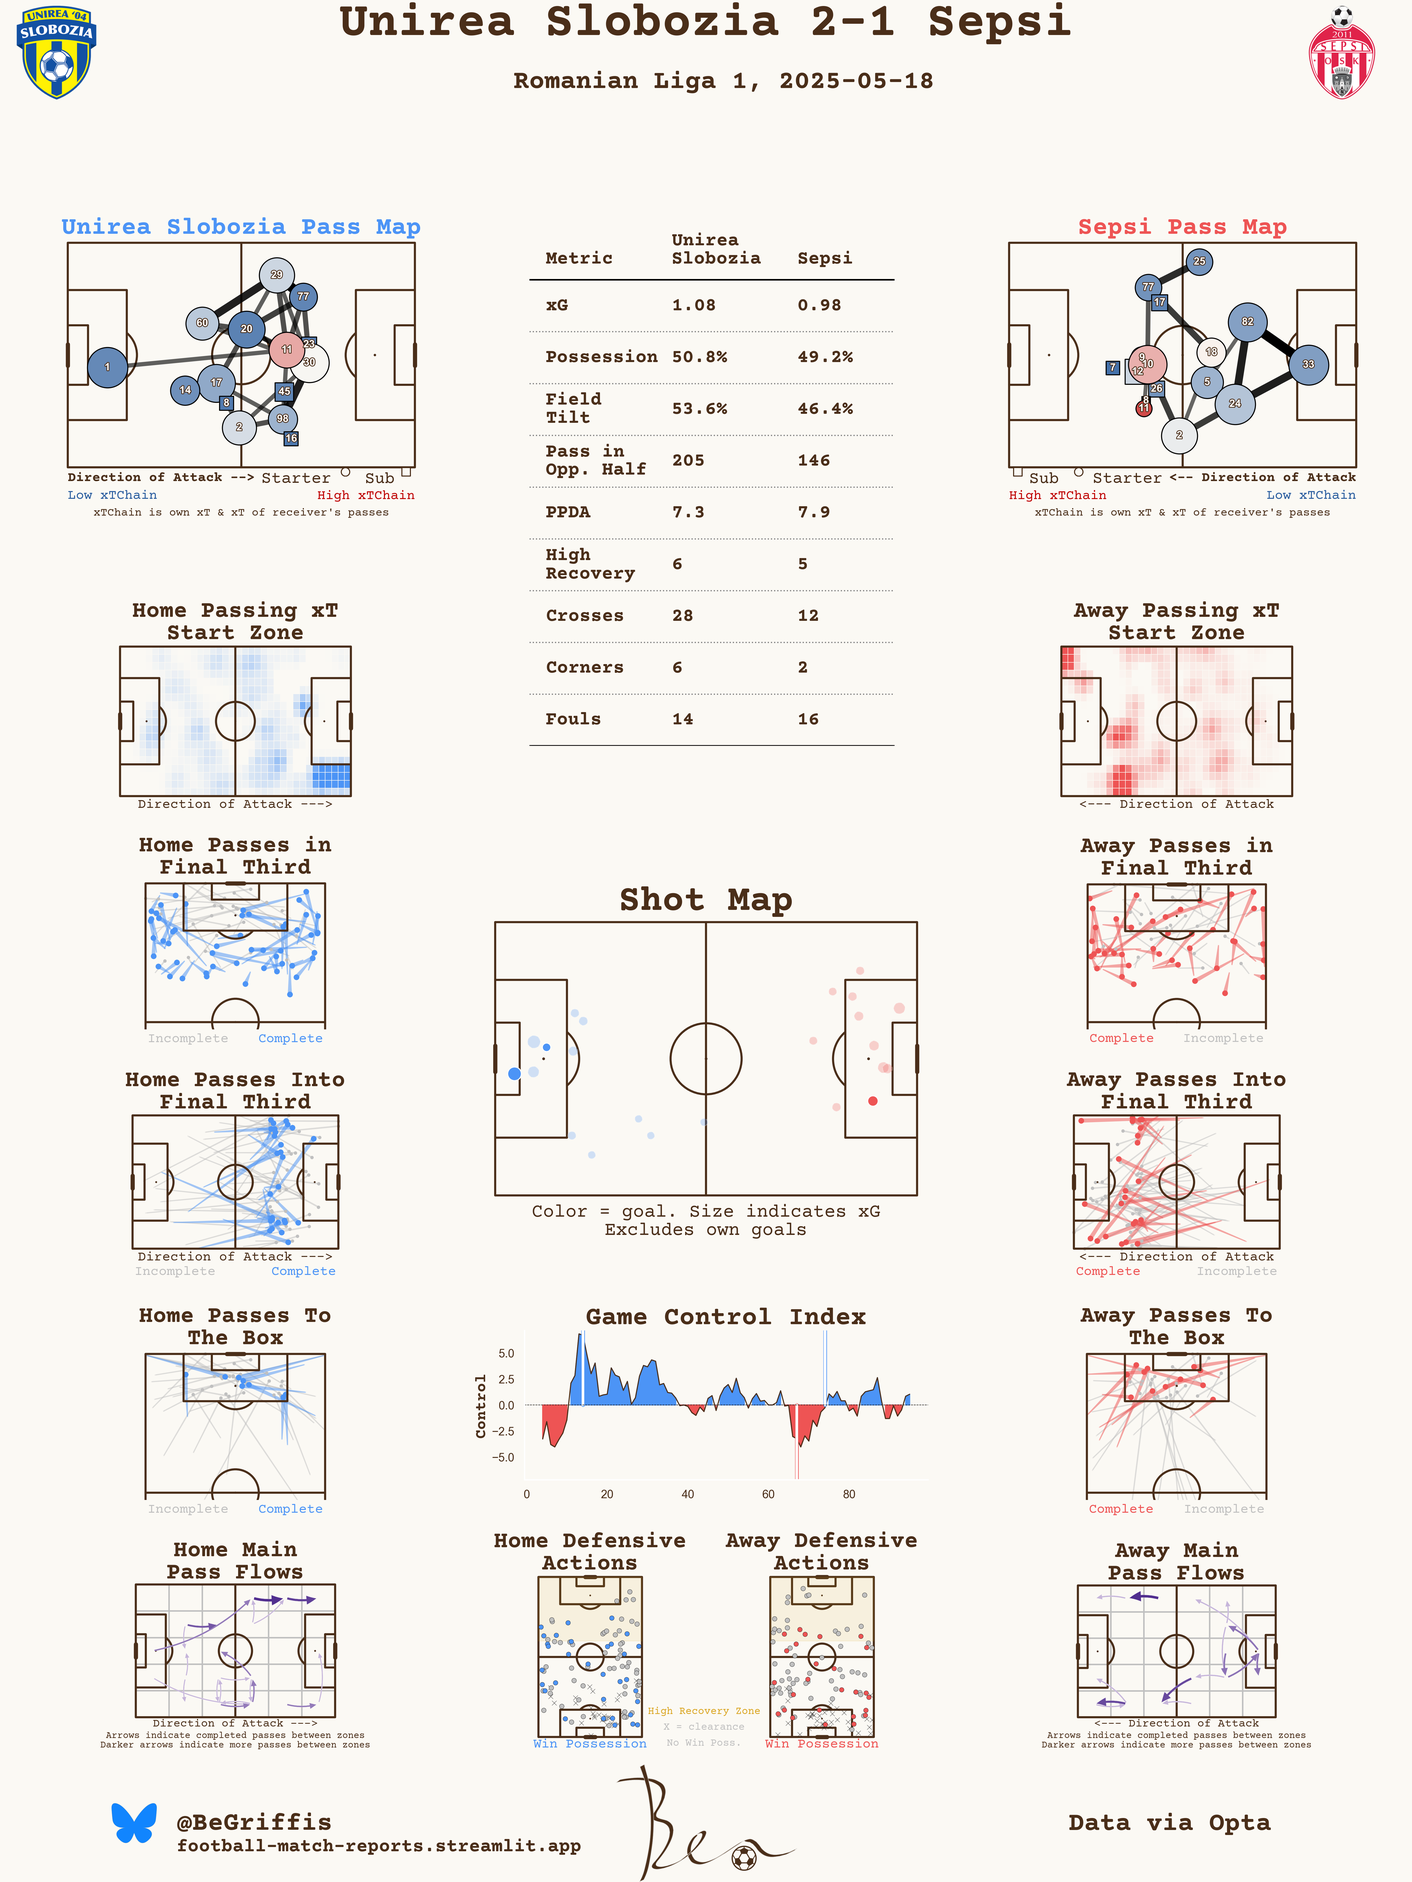 Unirea Slobozia 2-1 Sepsi
Romanian Liga 1, 2025-05-18
UNIREA '04
SLOBOZIA
2011
SEPSI
OSK
Unirea Slobozia Pass Map
29
77
60
20
11
23
30
1
17
14
8
45
98
2
16
Direction of Attack --> Starter Sub
Low xTChain High xTChain
xTChain is own xT & xT of receiver's passes
Metric Unirea Slobozia Sepsi
xG 1.08 0.98
Possession 50.8% 49.2%
Field Tilt 53.6% 46.4%
Pass in Opp. Half 205 146
PPDA 7.3 7.9
High Recovery 6 5
Crosses 28 12
Corners 6 2
Fouls 14 16
Sepsi Pass Map
25
77
17
82
18
9
10
12
7
33
5
26
8
11
24
2
Sub Starter <-- Direction of Attack
High xTChain Low xTChain
xTChain is own xT & xT of receiver's passes
Home Passing xT
Start Zone
Direction of Attack --->
Away Passing xT
Start Zone
<--- Direction of Attack
Home Passes in
Final Third
Incomplete Complete
Away Passes in
Final Third
Complete Incomplete
Shot Map
Color = goal. Size indicates xG
Excludes own goals
Home Passes Into
Final Third
Direction of Attack --->
Incomplete Complete
Away Passes Into
Final Third
<--- Direction of Attack
Complete Incomplete
Home Passes To
The Box
Incomplete Complete
Game Control Index
Control
5.0
2.5
0.0
−2.5
−5.0
0 20 40 60 80
Away Passes To
The Box
Complete Incomplete
Home Main
Pass Flows
Direction of Attack --->
Arrows indicate completed passes between zones
Darker arrows indicate more passes between zones
Home Defensive
Actions
Win Possession
High Recovery Zone
X = clearance
No Win Poss.
Away Defensive
Actions
Win Possession
Away Main
Pass Flows
<--- Direction of Attack
Arrows indicate completed passes between zones
Darker arrows indicate more passes between zones
@BeGriffis
football-match-reports.streamlit.app
Ben
Data via Opta